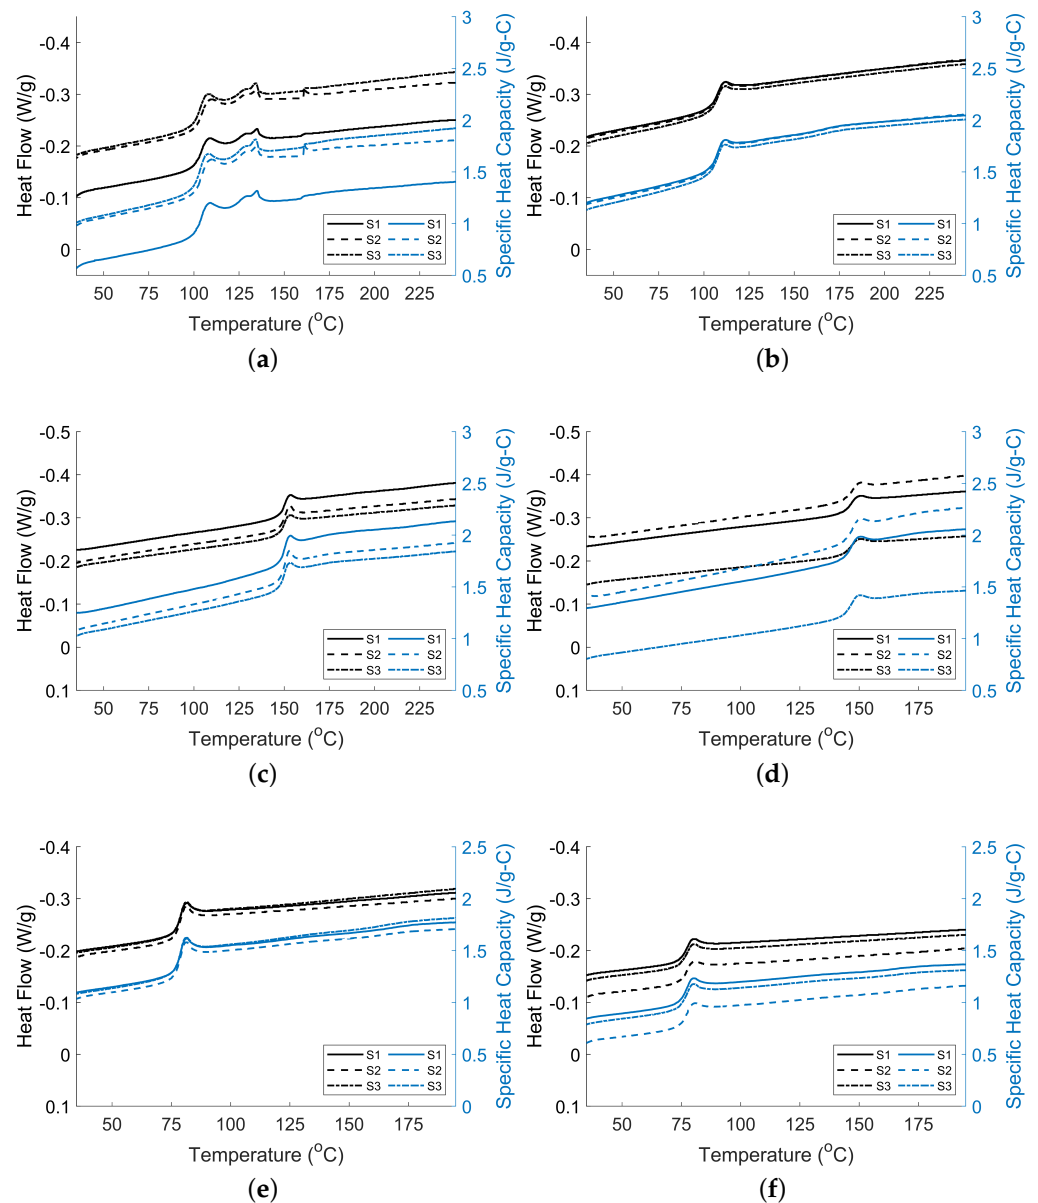 -0.4
-0.3
-0.2
-0.1
0
Heat Flow (W/g)
3
2.5
2
1.5
1
0.5
Specific Heat Capacity (J/g-C)
S1 S1
S2 S2
S3 S3
50 75 100 125 150 175 200 225
Temperature (°C)
(a)
-0.4
-0.3
-0.2
-0.1
0
Heat Flow (W/g)
3
2.5
2
1.5
1
0.5
Specific Heat Capacity (J/g-C)
S1 S1
S2 S2
S3 S3
50 75 100 125 150 175 200 225
Temperature (°C)
(b)
-0.5
-0.4
-0.3
-0.2
-0.1
0
0.1
Heat Flow (W/g)
3
2.5
2
1.5
1
0.5
Specific Heat Capacity (J/g-C)
S1 S1
S2 S2
S3 S3
50 75 100 125 150 175 200 225
Temperature (°C)
(c)
-0.5
-0.4
-0.3
-0.2
-0.1
0
0.1
Heat Flow (W/g)
3
2.5
2
1.5
1
0.5
Specific Heat Capacity (J/g-C)
S1 S1
S2 S2
S3 S3
50 75 100 125 150 175
Temperature (°C)
(d)
-0.4
-0.3
-0.2
-0.1
0
0.1
Heat Flow (W/g)
2.5
2
1.5
1
0.5
0
Specific Heat Capacity (J/g-C)
S1 S1
S2 S2
S3 S3
50 75 100 125 150 175
Temperature (°C)
(e)
-0.4
-0.3
-0.2
-0.1
0
0.1
Heat Flow (W/g)
2.5
2
1.5
1
0.5
0
Specific Heat Capacity (J/g-C)
S1 S1
S2 S2
S3 S3
50 75 100 125 150 175
Temperature (°C)
(f)